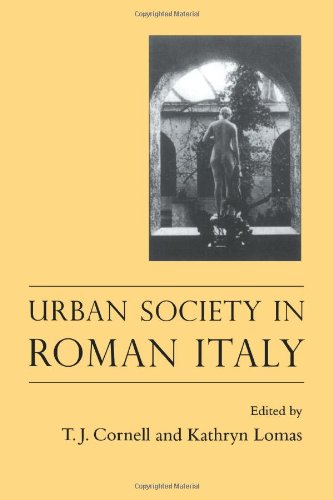 URBAN SOCIETY IN
ROMAN ITALY
Edited by
T. J. Cornell and Kathryn Lomas